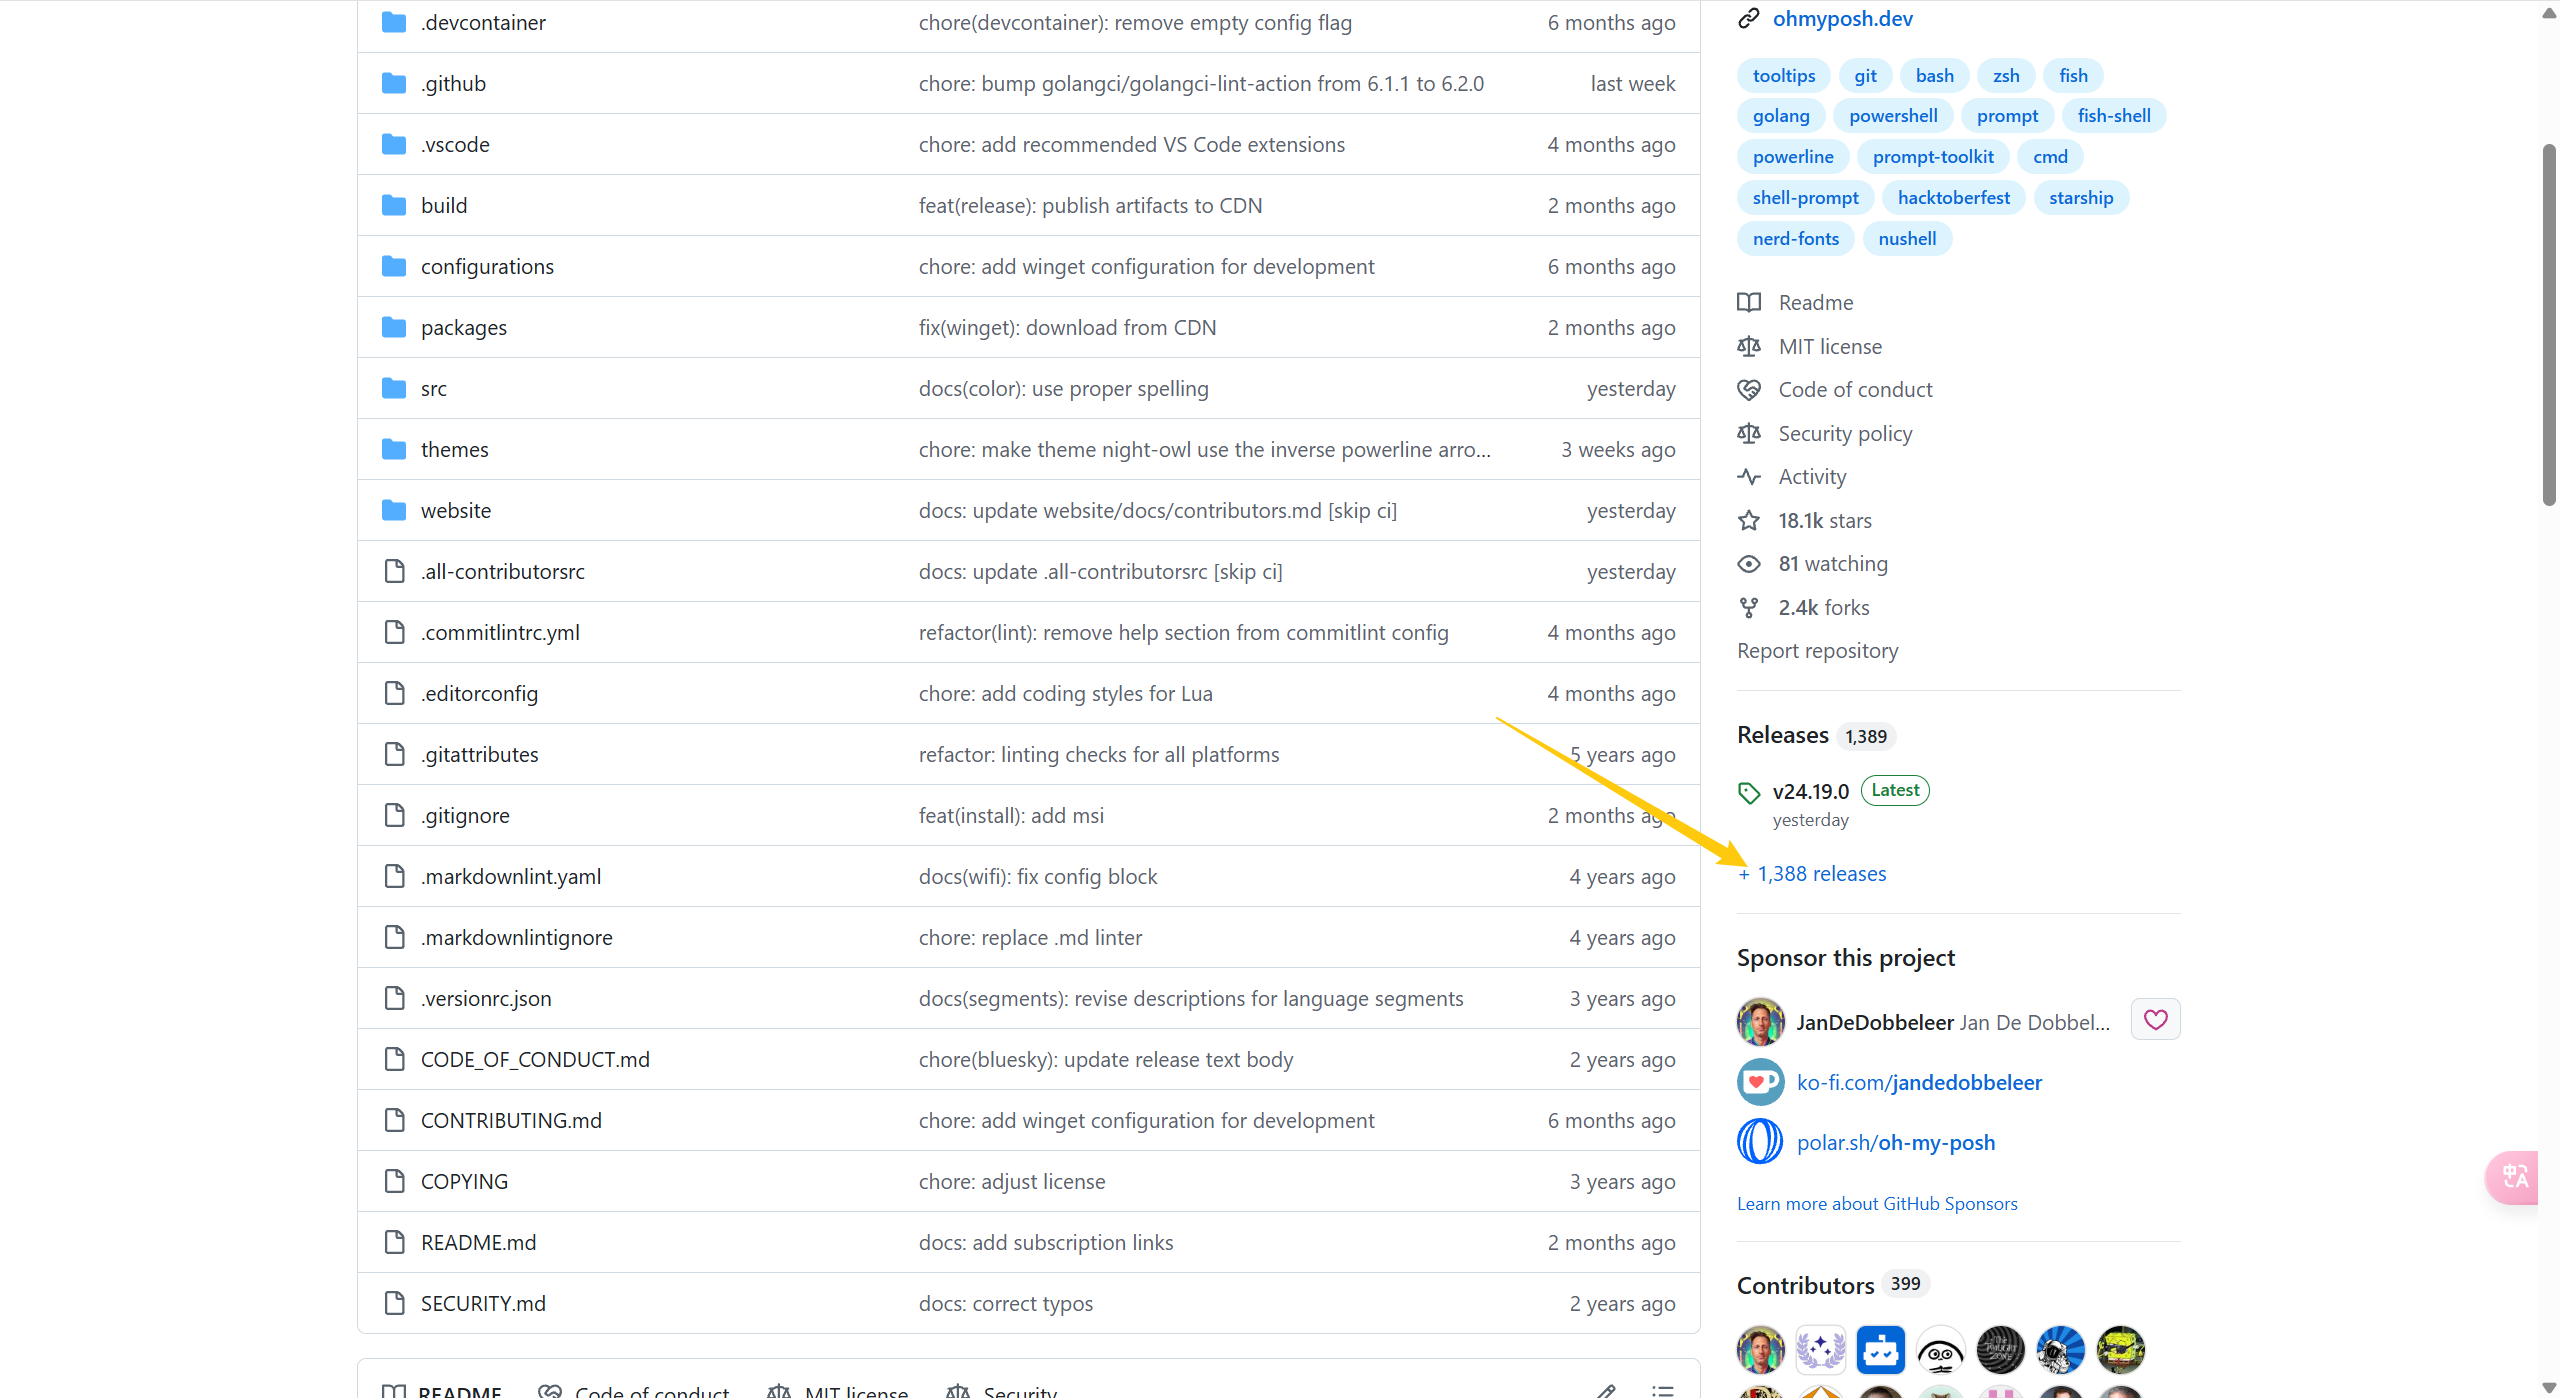 .devcontainer chore(devcontainer): remove empty config flag 6 months ago
.github chore: bump golangci/golangci-lint-action from 6.1.1 to 6.2.0 last week
.vscode chore: add recommended VS Code extensions 4 months ago
build feat(release): publish artifacts to CDN 2 months ago
configurations chore: add winget configuration for development 6 months ago
packages fix(winget): download from CDN 2 months ago
src docs(color): use proper spelling yesterday
themes chore: make theme night-owl use the inverse powerline arro... 3 weeks ago
website docs: update website/docs/contributors.md [skip ci] yesterday
.all-contributorsrc docs: update .all-contributorsrc [skip ci] yesterday
.commitlintrc.yml refactor(lint): remove help section from commitlint config 4 months ago
.editorconfig chore: add coding styles for Lua 4 months ago
.gitattributes refactor: linting checks for all platforms 5 years ago
.gitignore feat(install): add msi 2 months ago
.markdownlint.yaml docs(wifi): fix config block 4 years ago
.markdownlintignore chore: replace .md linter 4 years ago
.versionrc.json docs(segments): revise descriptions for language segments 3 years ago
CODE_OF_CONDUCT.md chore(bluesky): update release text body 2 years ago
CONTRIBUTING.md chore: add winget configuration for development 6 months ago
COPYING chore: adjust license 3 years ago
README.md docs: add subscription links 2 months ago
SECURITY.md docs: correct typos 2 years ago
README Code of conduct MIT license Security
ohmyposh.dev
tooltips git bash zsh fish
golang powershell prompt fish-shell
powerline prompt-toolkit cmd
shell-prompt hacktoberfest starship
nerd-fonts nushell
Readme
MIT license
Code of conduct
Security policy
Activity
18.1k stars
81 watching
2.4k forks
Report repository
Releases 1,389
v24.19.0 Latest
yesterday
+ 1,388 releases
Sponsor this project
JanDeDobbeleer Jan De Dobbel...
ko-fi.com/jandedobbeleer
polar.sh/oh-my-posh
Learn more about GitHub Sponsors
Contributors 399